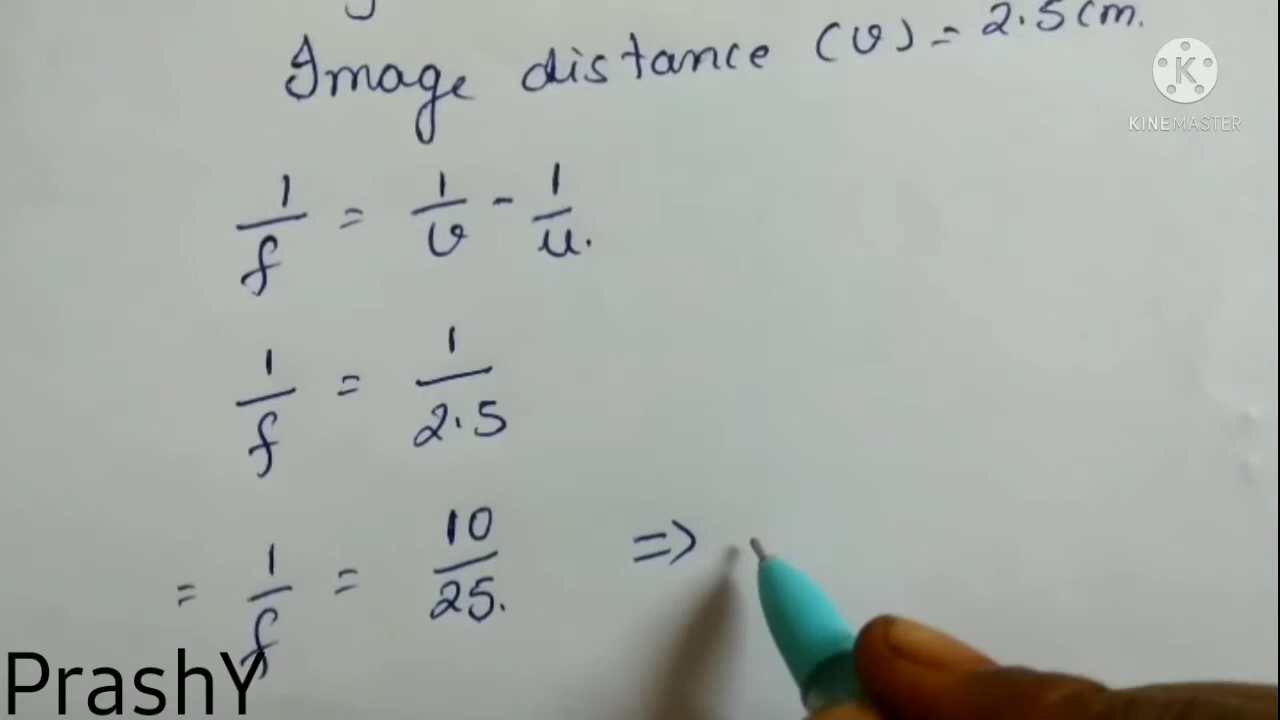 Image distance (v) = 2.5 cm.
K
KINEMASTER
1/f = 1/v - 1/u.
1/f = 1/2.5
= 1/f = 10/25. =>
PrashY